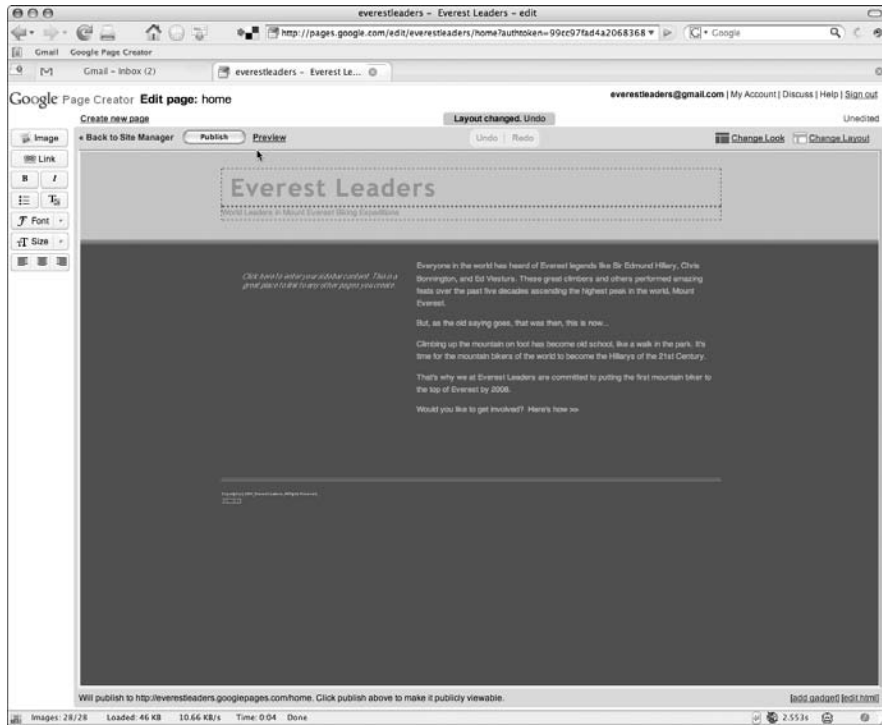 everestleaders – Everest Leaders – edit
http://pages.google.com/edit/everestleaders/home?authtoken=99cc97fad4a2068368
Google
Gmail Google Page Creator
Gmail – Inbox (2)
everestleaders – Everest Le...
Google Page Creator Edit page: home
everestleaders@gmail.com | My Account | Discuss | Help | Sign out
Create new page
Layout changed. Undo
Unedited
Image
« Back to Site Manager
Publish
Preview
Undo
Redo
Change Look
Change Layout
Link
B
I
Font
Size
Everest Leaders
World Leaders in Mount Everest Biking Expeditions
Click here to enter your sidebar content. This is a
great place to link to any other pages you create.
Everyone in the world has heard of Everest legends like Sir Edmund Hillary, Chris
Bonnington, and Ed Viesturs. These great climbers and others performed amazing
feats over the past five decades ascending the highest peak in the world, Mount
Everest.
But, as the old saying goes, that was then, this is now...
Climbing up the mountain on foot has become old school, like a walk in the park. It's
time for the mountain bikers of the world to become the Hillarys of the 21st Century.
That's why we at Everest Leaders are committed to putting the first mountain biker to
the top of Everest by 2008.
Would you like to get involved? Here's how >>
Will publish to http://everestleaders.googlepages.com/home. Click publish above to make it publicly viewable.
[add gadget] [edit html]
Images: 28/28 Loaded: 46 KB 10.66 KB/s Time: 0:04 Done
2.553s